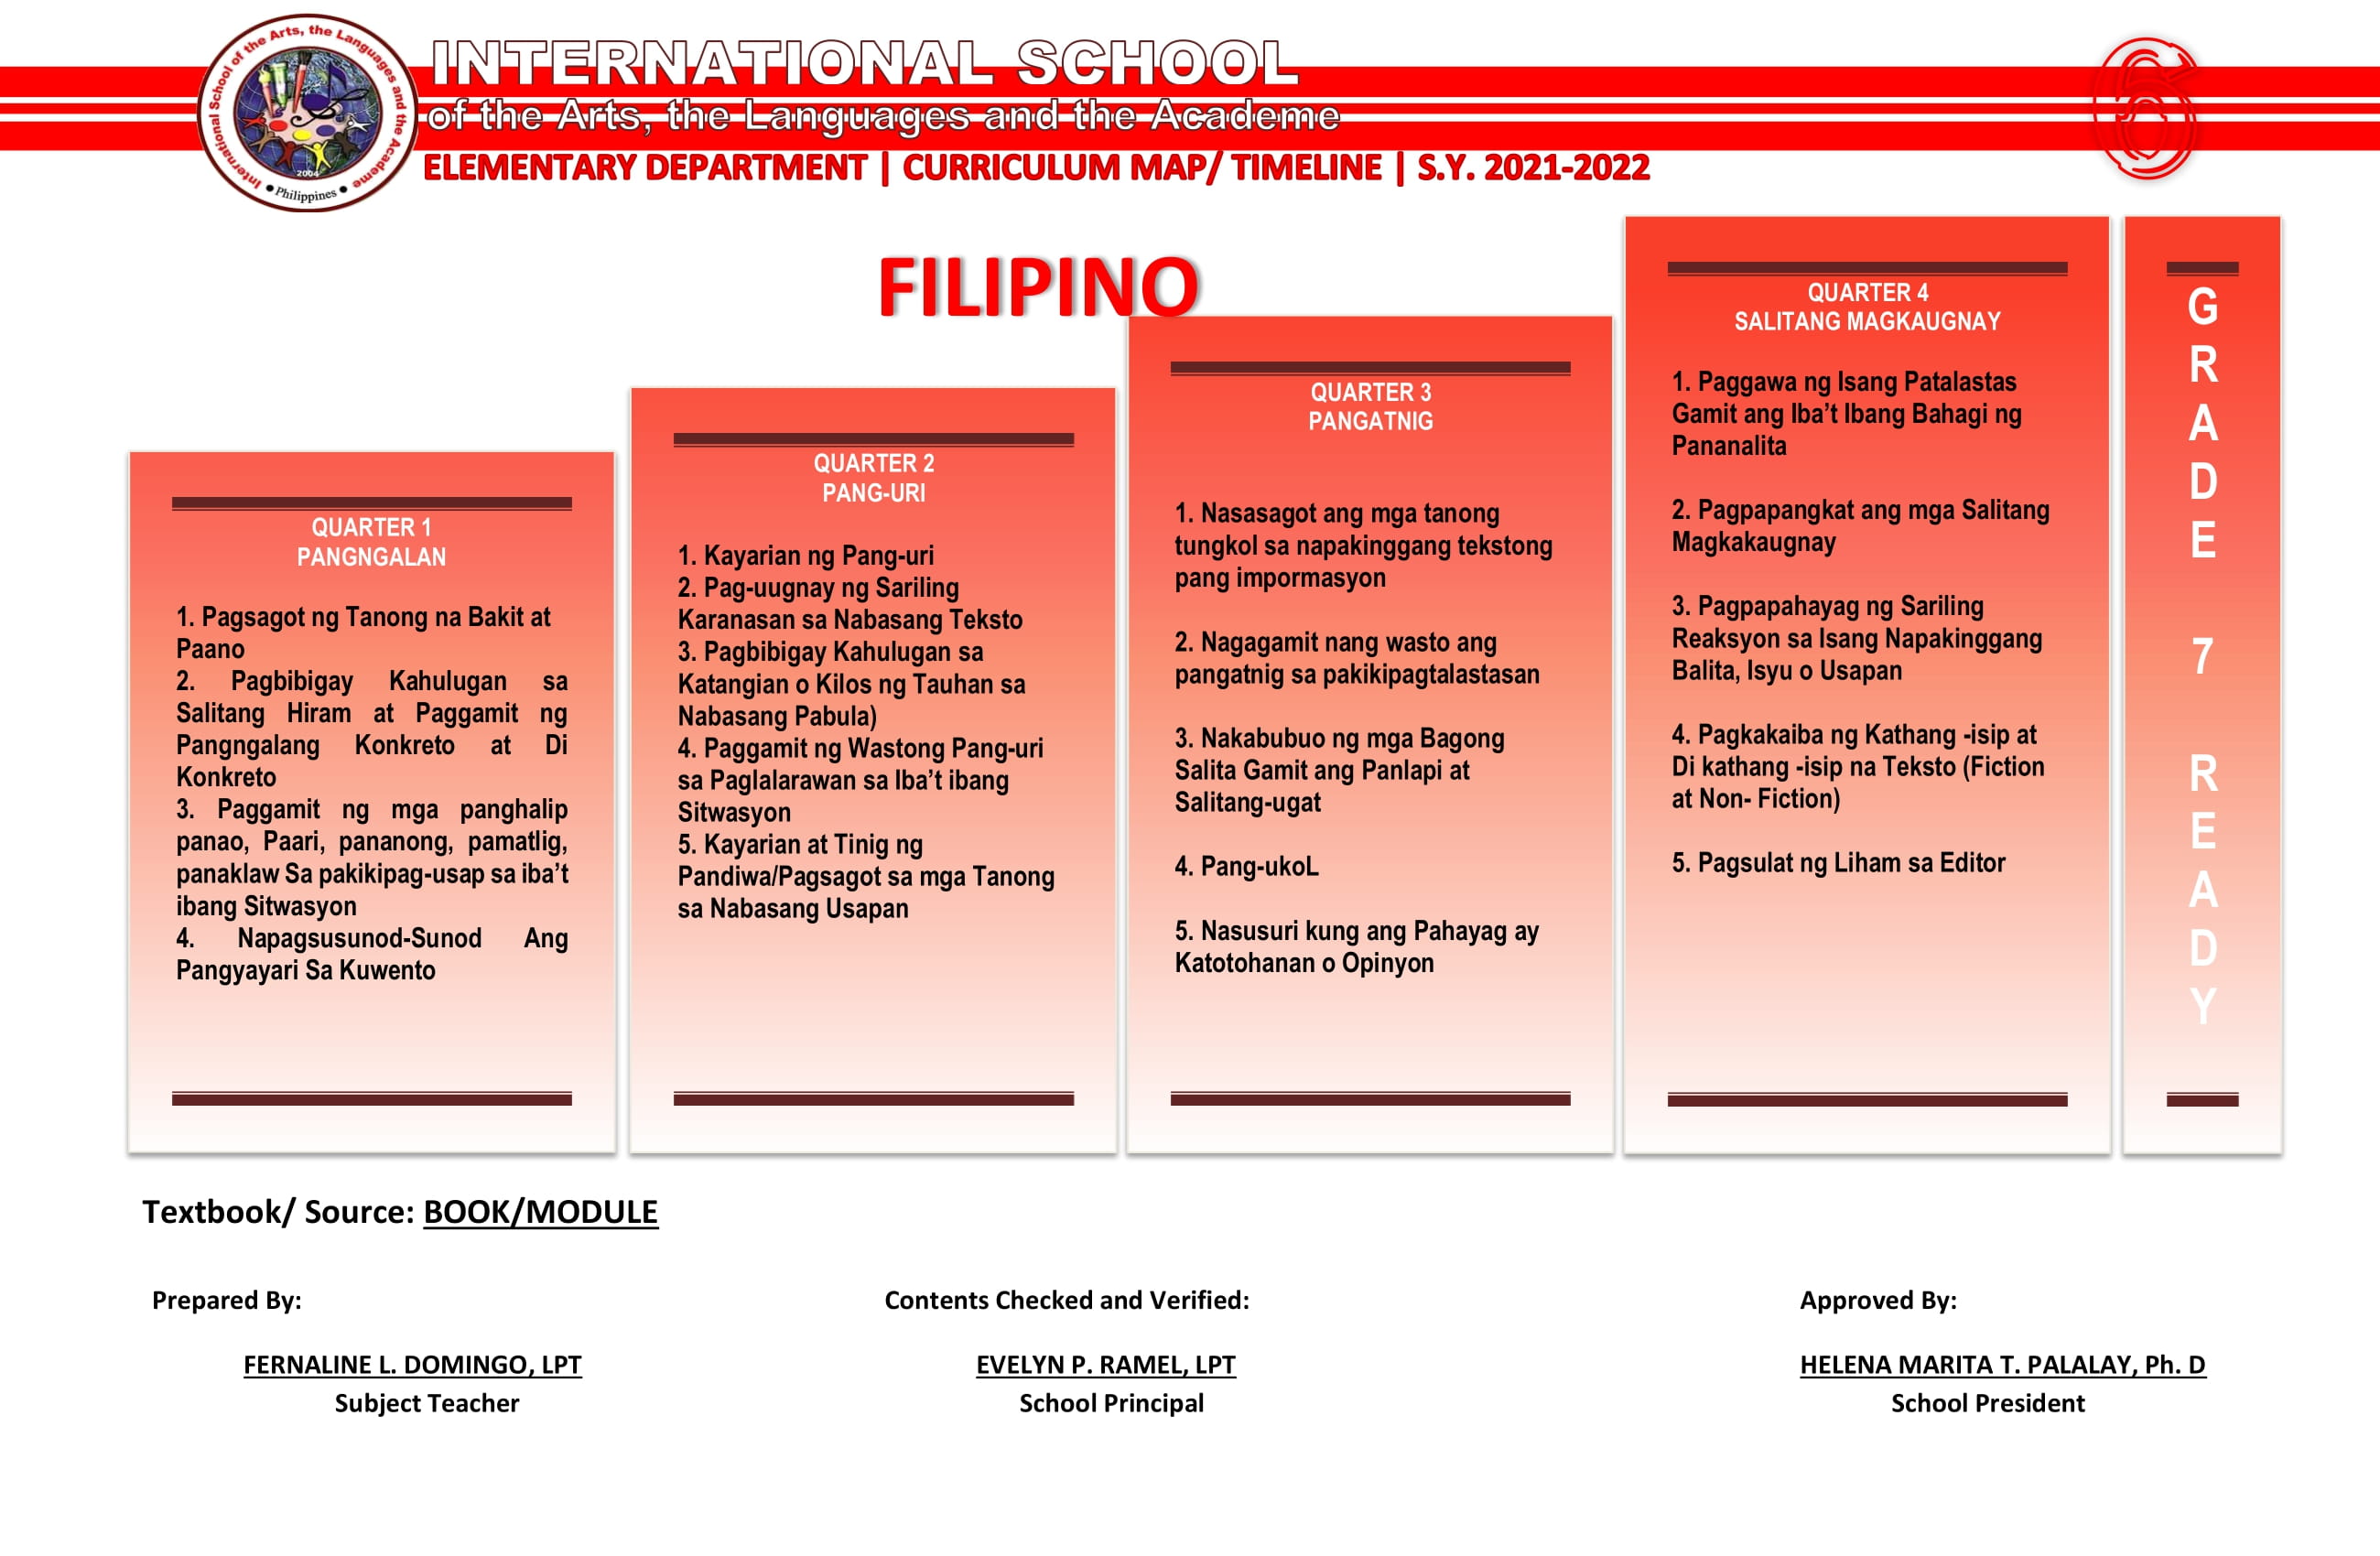 International School of the Arts, the Languages and the Academe
2004
• Philippines •
INTERNATIONAL SCHOOL
of the Arts, the Languages and the Academe
ELEMENTARY DEPARTMENT | CURRICULUM MAP/ TIMELINE | S.Y. 2021-2022
6
FILIPINO
QUARTER 1
PANGNGALAN
1. Pagsagot ng Tanong na Bakit at
Paano
2. Pagbibigay Kahulugan sa
Salitang Hiram at Paggamit ng
Pangngalang Konkreto at Di
Konkreto
3. Paggamit ng mga panghalip
panao, Paari, pananong, pamatlig,
panaklaw Sa pakikipag-usap sa iba’t
ibang Sitwasyon
4. Napagsusunod-Sunod Ang
Pangyayari Sa Kuwento
QUARTER 2
PANG-URI
1. Kayarian ng Pang-uri
2. Pag-uugnay ng Sariling
Karanasan sa Nabasang Teksto
3. Pagbibigay Kahulugan sa
Katangian o Kilos ng Tauhan sa
Nabasang Pabula)
4. Paggamit ng Wastong Pang-uri
sa Paglalarawan sa Iba’t ibang
Sitwasyon
5. Kayarian at Tinig ng
Pandiwa/Pagsagot sa mga Tanong
sa Nabasang Usapan
QUARTER 3
PANGATNIG
1. Nasasagot ang mga tanong
tungkol sa napakinggang tekstong
pang impormasyon
2. Nagagamit nang wasto ang
pangatnig sa pakikipagtalastasan
3. Nakabubuo ng mga Bagong
Salita Gamit ang Panlapi at
Salitang-ugat
4. Pang-ukoL
5. Nasusuri kung ang Pahayag ay
Katotohanan o Opinyon
QUARTER 4
SALITANG MAGKAUGNAY
1. Paggawa ng Isang Patalastas
Gamit ang Iba’t Ibang Bahagi ng
Pananalita
2. Pagpapangkat ang mga Salitang
Magkakaugnay
3. Pagpapahayag ng Sariling
Reaksyon sa Isang Napakinggang
Balita, Isyu o Usapan
4. Pagkakaiba ng Kathang -isip at
Di kathang -isip na Teksto (Fiction
at Non- Fiction)
5. Pagsulat ng Liham sa Editor
G
R
A
D
E
7
R
E
A
D
Y
Textbook/ Source: BOOK/MODULE
Prepared By:
FERNALINE L. DOMINGO, LPT
Subject Teacher
Contents Checked and Verified:
EVELYN P. RAMEL, LPT
School Principal
Approved By:
HELENA MARITA T. PALALAY, Ph. D
School President